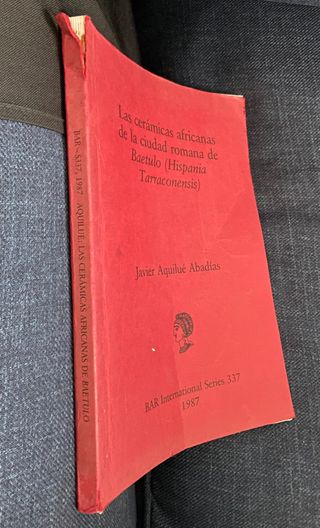 Las cerámicas africanas
de la ciudad romana de
Baetulo (Hispania
Tarraconensis)
Javier Aquilué Abadías
BAR International Series 337
1987
BAR–S337, 1987 AQUILUÉ: LAS CERÁMICAS AFRICANAS DE BAETULO